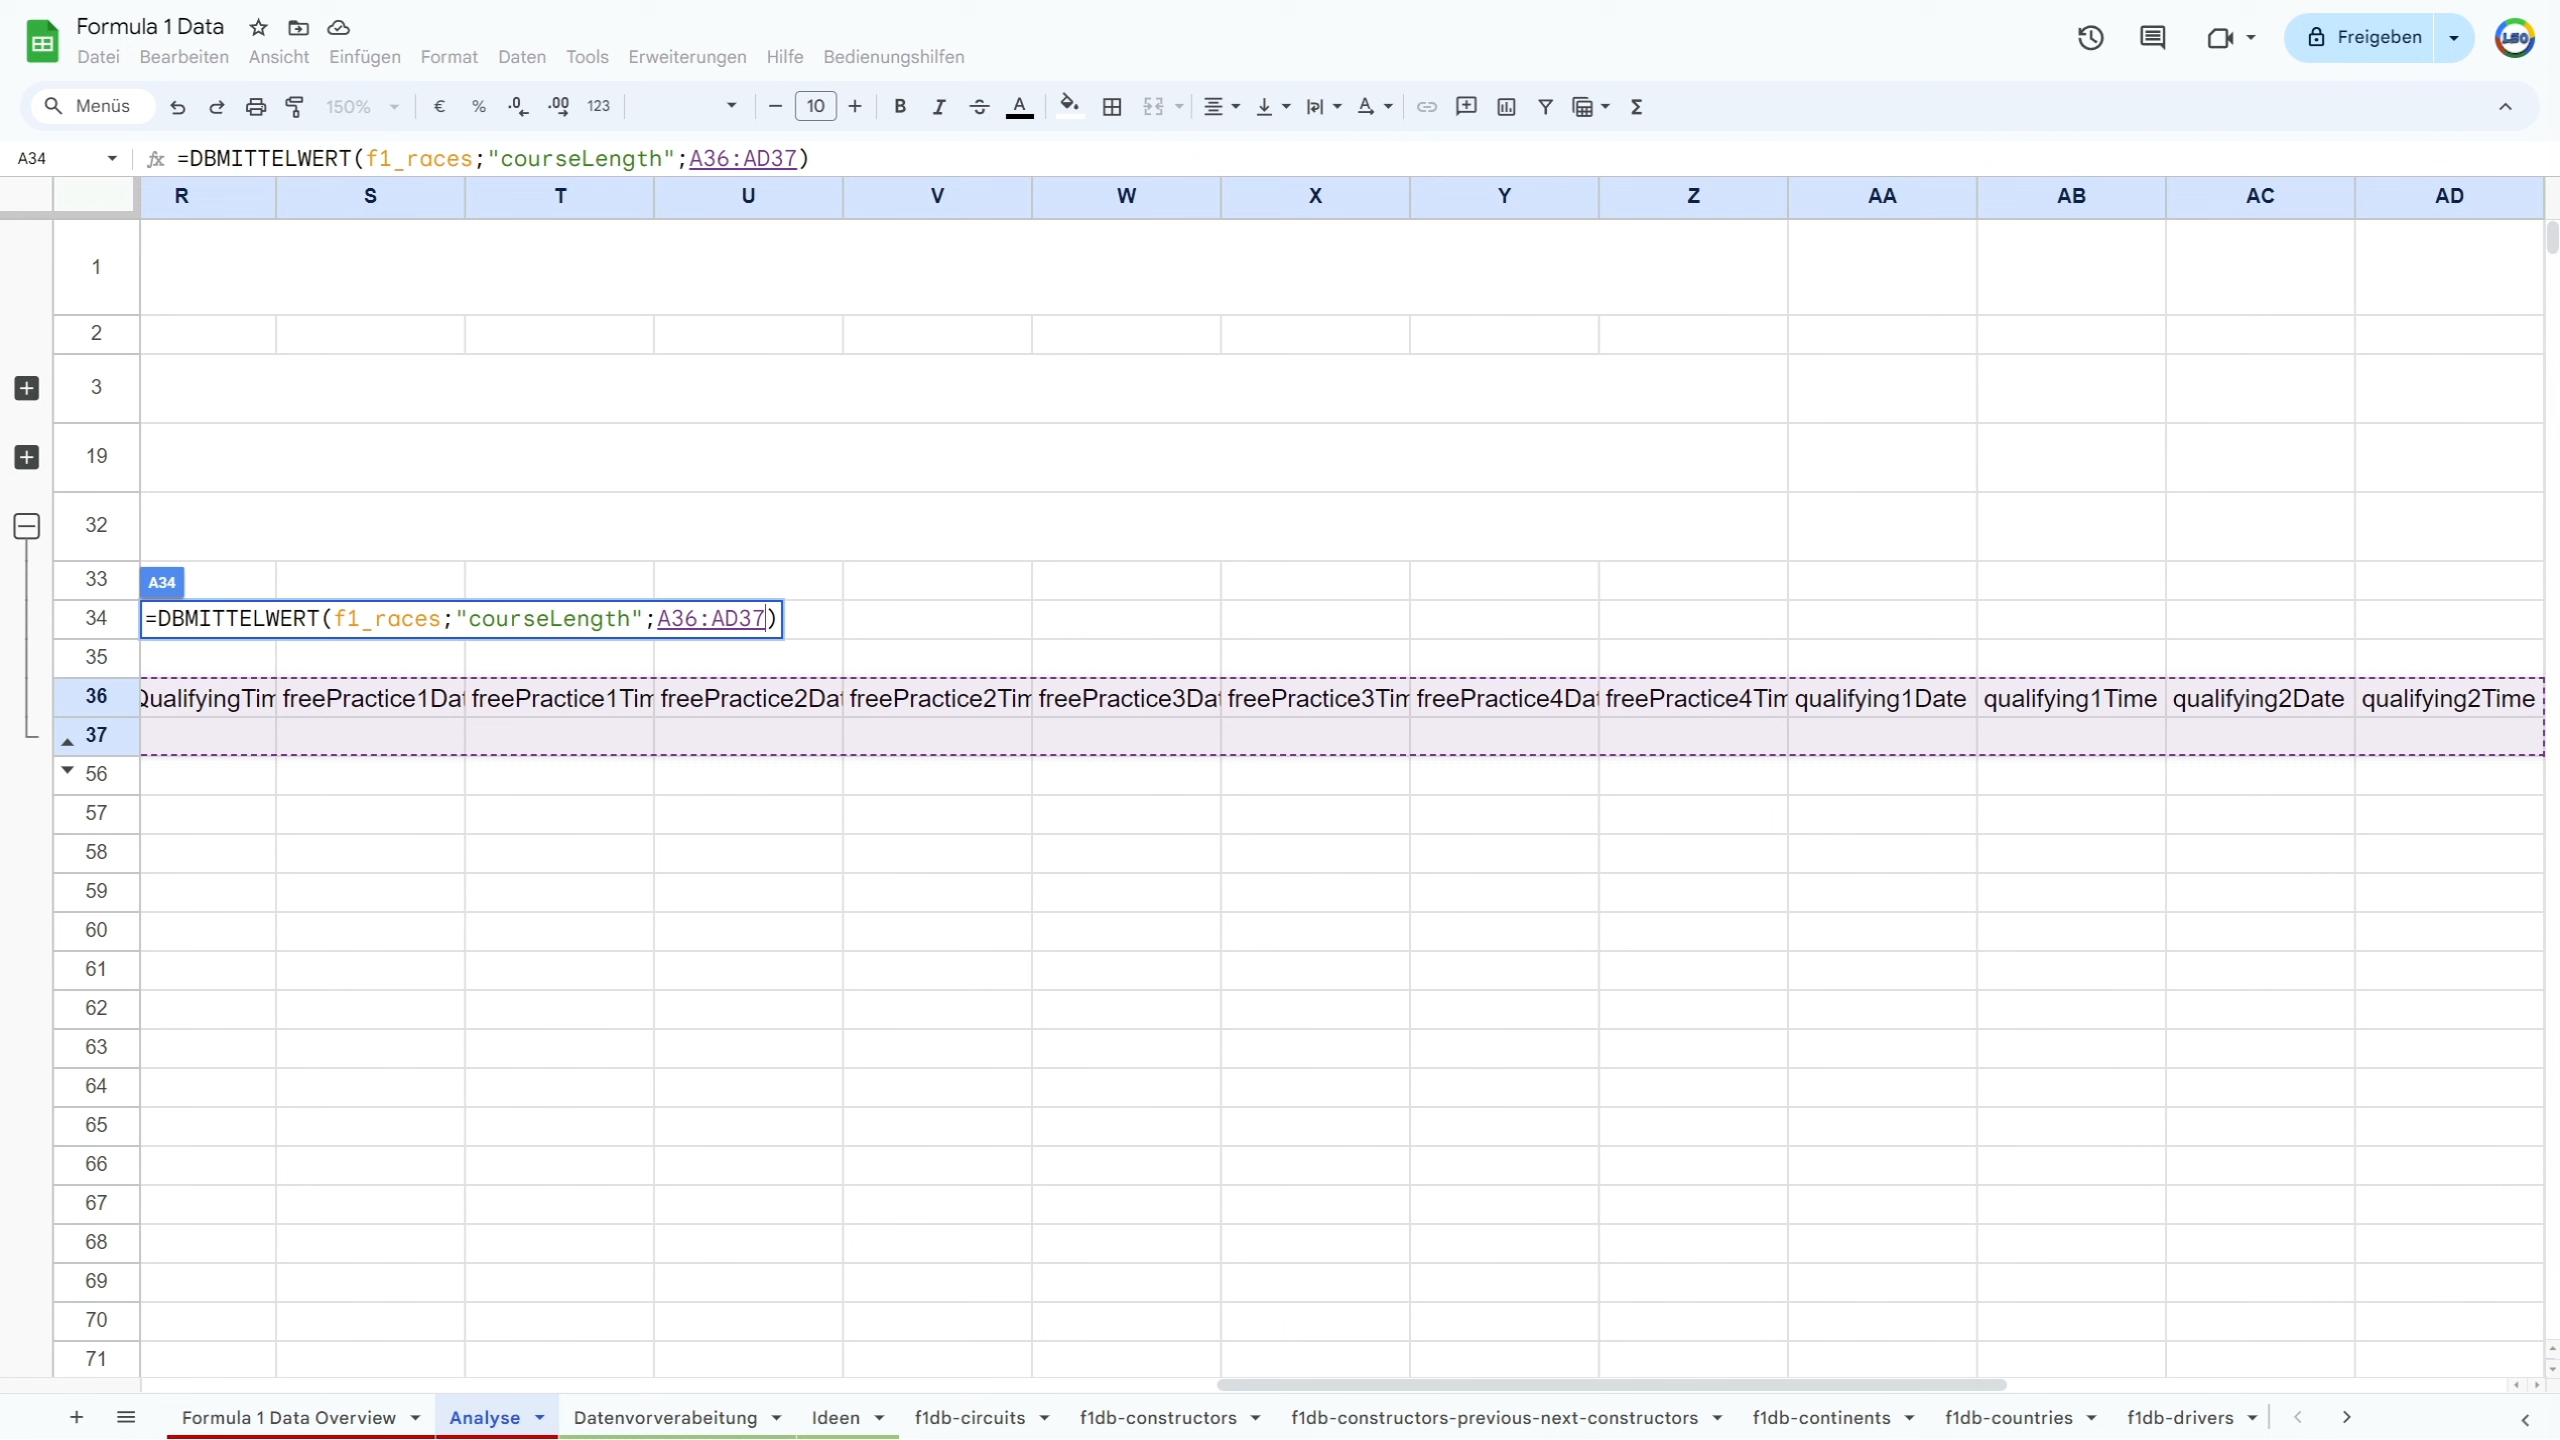 Formula 1 Data
Datei Bearbeiten Ansicht Einfügen Format Daten Tools Erweiterungen Hilfe Bedienungshilfen
Freigeben
LSO
Menüs 150% € % .0 .00 123 10 B I S A Σ
A34 fx =DBMITTELWERT(f1_races;"courseLength";A36:AD37)
R S T U V W X Y Z AA AB AC AD
1
2
3
19
32
33 A34
34 =DBMITTELWERT(f1_races;"courseLength";A36:AD37)
35
36 QualifyingTim freePractice1Dat freePractice1Tim freePractice2Dat freePractice2Tim freePractice3Dat freePractice3Tim freePractice4Dat freePractice4Tim qualifying1Date qualifying1Time qualifying2Date qualifying2Time
37
56
57
58
59
60
61
62
63
64
65
66
67
68
69
70
71
Formula 1 Data Overview Analyse Datenvorverabeitung Ideen f1db-circuits f1db-constructors f1db-constructors-previous-next-constructors f1db-continents f1db-countries f1db-drivers